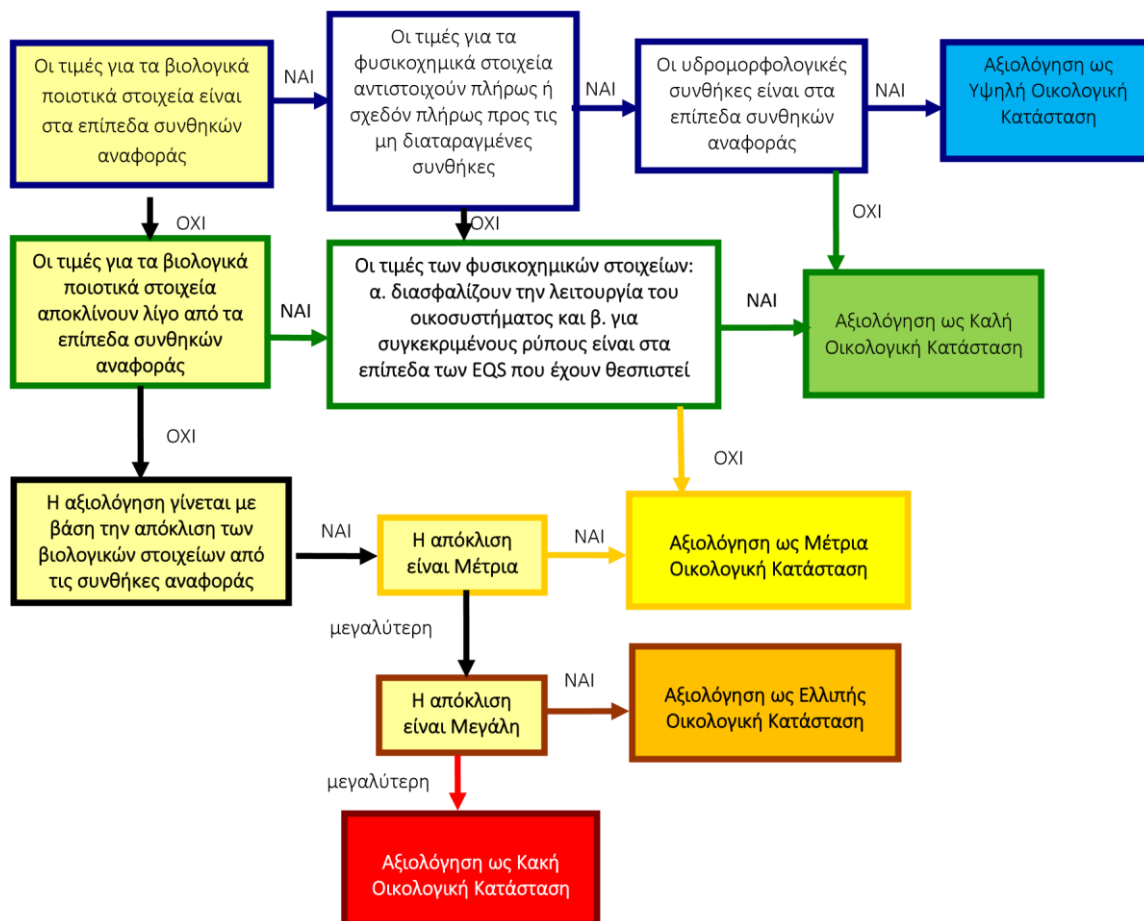 Οι τιμές για τα βιολογικά
ποιοτικά στοιχεία είναι
στα επίπεδα συνθηκών
αναφοράς
ΝΑΙ
Οι τιμές για τα
φυσικοχημικά στοιχεία
αντιστοιχούν πλήρως ή
σχεδόν πλήρως προς τις
μη διαταραγμένες
συνθήκες
ΝΑΙ
Οι υδρομορφολογικές
συνθήκες είναι στα
επίπεδα συνθηκών
αναφοράς
ΝΑΙ
Αξιολόγηση ως
Υψηλή Οικολογική
Κατάσταση
ΟΧΙ
ΟΧΙ
ΟΧΙ
Οι τιμές για τα βιολογικά
ποιοτικά στοιχεία
αποκλίνουν λίγο από τα
επίπεδα συνθηκών
αναφοράς
ΝΑΙ
Οι τιμές των φυσικοχημικών στοιχείων:
α. διασφαλίζουν την λειτουργία του
οικοσυστήματος και β. για
συγκεκριμένους ρύπους είναι στα
επίπεδα των EQS που έχουν θεσπιστεί
ΝΑΙ
Αξιολόγηση ως Καλή
Οικολογική Κατάσταση
ΟΧΙ
ΟΧΙ
Η αξιολόγηση γίνεται με
βάση την απόκλιση των
βιολογικών στοιχείων από
τις συνθήκες αναφοράς
ΝΑΙ
Η απόκλιση
είναι Μέτρια
ΝΑΙ
Αξιολόγηση ως Μέτρια
Οικολογική Κατάσταση
μεγαλύτερη
Η απόκλιση
είναι Μεγάλη
ΝΑΙ
Αξιολόγηση ως Ελλιπής
Οικολογική Κατάσταση
μεγαλύτερη
Αξιολόγηση ως Κακή
Οικολογική Κατάσταση